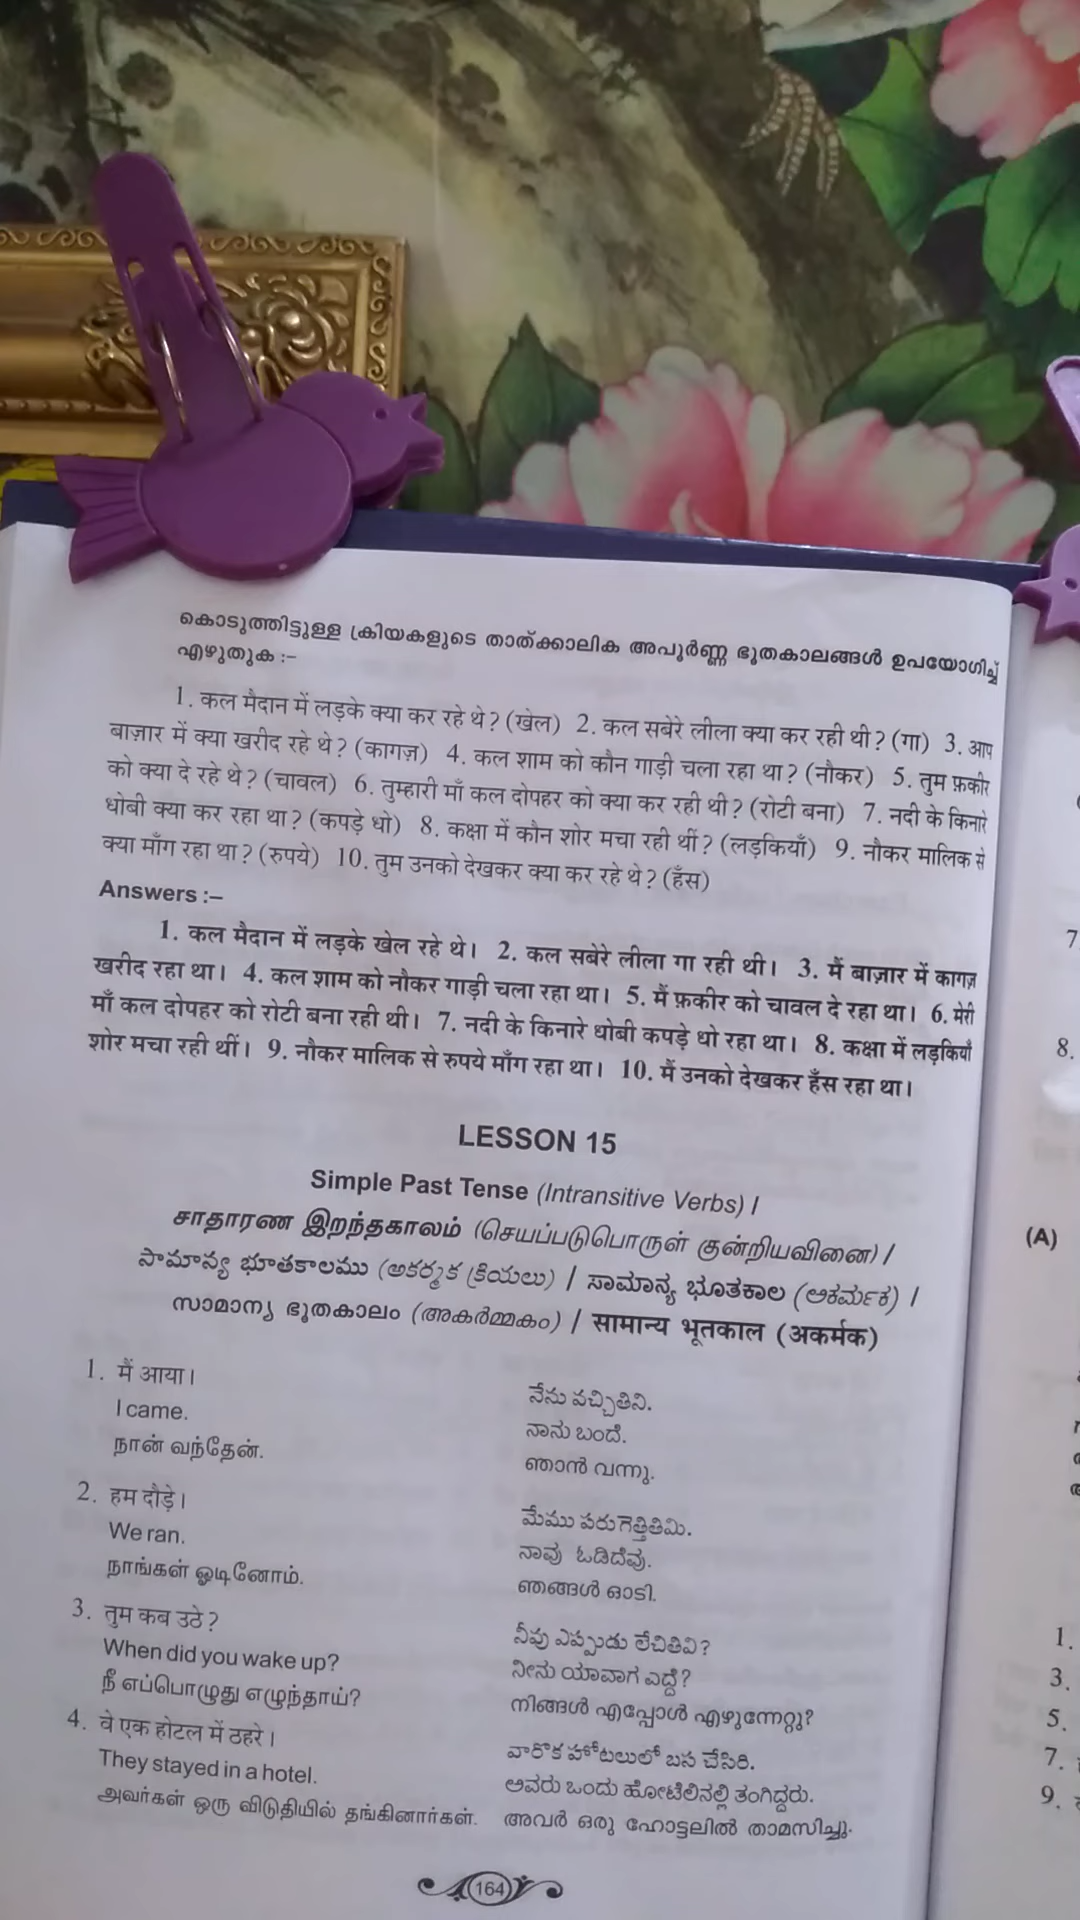 കൊടുത്തിട്ടുള്ള ക്രിയകളുടെ താത്ക്കാലിക അപൂർണ്ണ ഭൂതകാലങ്ങൾ ഉപയോഗിച്ച്
എഴുതുക :–
1. कल मैदान में लड़के क्या कर रहे थे? (खेल) 2. कल सबेरे लीला क्या कर रही थी? (गा) 3. आप
बाज़ार में क्या खरीद रहे थे? (कागज़) 4. कल शाम को कौन गाड़ी चला रहा था? (नौकर) 5. तुम फ़कीर
को क्या दे रहे थे? (चावल) 6. तुम्हारी माँ कल दोपहर को क्या कर रही थी? (रोटी बना) 7. नदी के किनारे
धोबी क्या कर रहा था? (कपड़े धो) 8. कक्षा में कौन शोर मचा रही थीं? (लड़कियाँ) 9. नौकर मालिक से
क्या माँग रहा था? (रुपये) 10. तुम उनको देखकर क्या कर रहे थे? (हँस)
Answers :–
1. कल मैदान में लड़के खेल रहे थे। 2. कल सबेरे लीला गा रही थी। 3. मैं बाज़ार में कागज़
खरीद रहा था। 4. कल शाम को नौकर गाड़ी चला रहा था। 5. मैं फ़कीर को चावल दे रहा था। 6. मेरी
माँ कल दोपहर को रोटी बना रही थी। 7. नदी के किनारे धोबी कपड़े धो रहा था। 8. कक्षा में लड़कियाँ
शोर मचा रही थीं। 9. नौकर मालिक से रुपये माँग रहा था। 10. मैं उनको देखकर हँस रहा था।
LESSON 15
Simple Past Tense (Intransitive Verbs) /
சாதாரண இறந்தகாலம் (செயப்படுபொருள் குன்றியவினை) /
సామాన్య భూతకాలము (అకర్మక క్రియలు) / ಸಾಮಾನ್ಯ ಭೂತಕಾಲ (ಅಕರ್ಮಕ) /
സാമാന്യ ഭൂതകാലം (അകർമ്മകം) / सामान्य भूतकाल (अकर्मक)
1. मैं आया।
I came.
நான் வந்தேன்.
నేను వచ్చితిని.
ನಾನು ಬಂದೆ.
ഞാൻ വന്നു.
2. हम दौड़े।
We ran.
நாங்கள் ஓடினோம்.
మేము పరుగెత్తితిమి.
ನಾವು ಓಡಿದೆವು.
ഞങ്ങൾ ഓടി.
3. तुम कब उठे?
When did you wake up?
நீ எப்பொழுது எழுந்தாய்?
నీవు ఎప్పుడు లేచితివి?
ನೀನು ಯಾವಾಗ ಎದ್ದೆ?
നിങ്ങൾ എപ്പോൾ എഴുന്നേറ്റു?
4. वे एक होटल में ठहरे।
They stayed in a hotel.
அவர்கள் ஒரு விடுதியில் தங்கினார்கள்.
వారొక హోటలులో బస చేసిరి.
ಅವರು ಒಂದು ಹೋಟೆಲಿನಲ್ಲಿ ತಂಗಿದ್ದರು.
അവർ ഒരു ഹോട്ടലിൽ താമസിച്ചു.
164
7
8.
(A)
1.
3.
5.
7.
9.